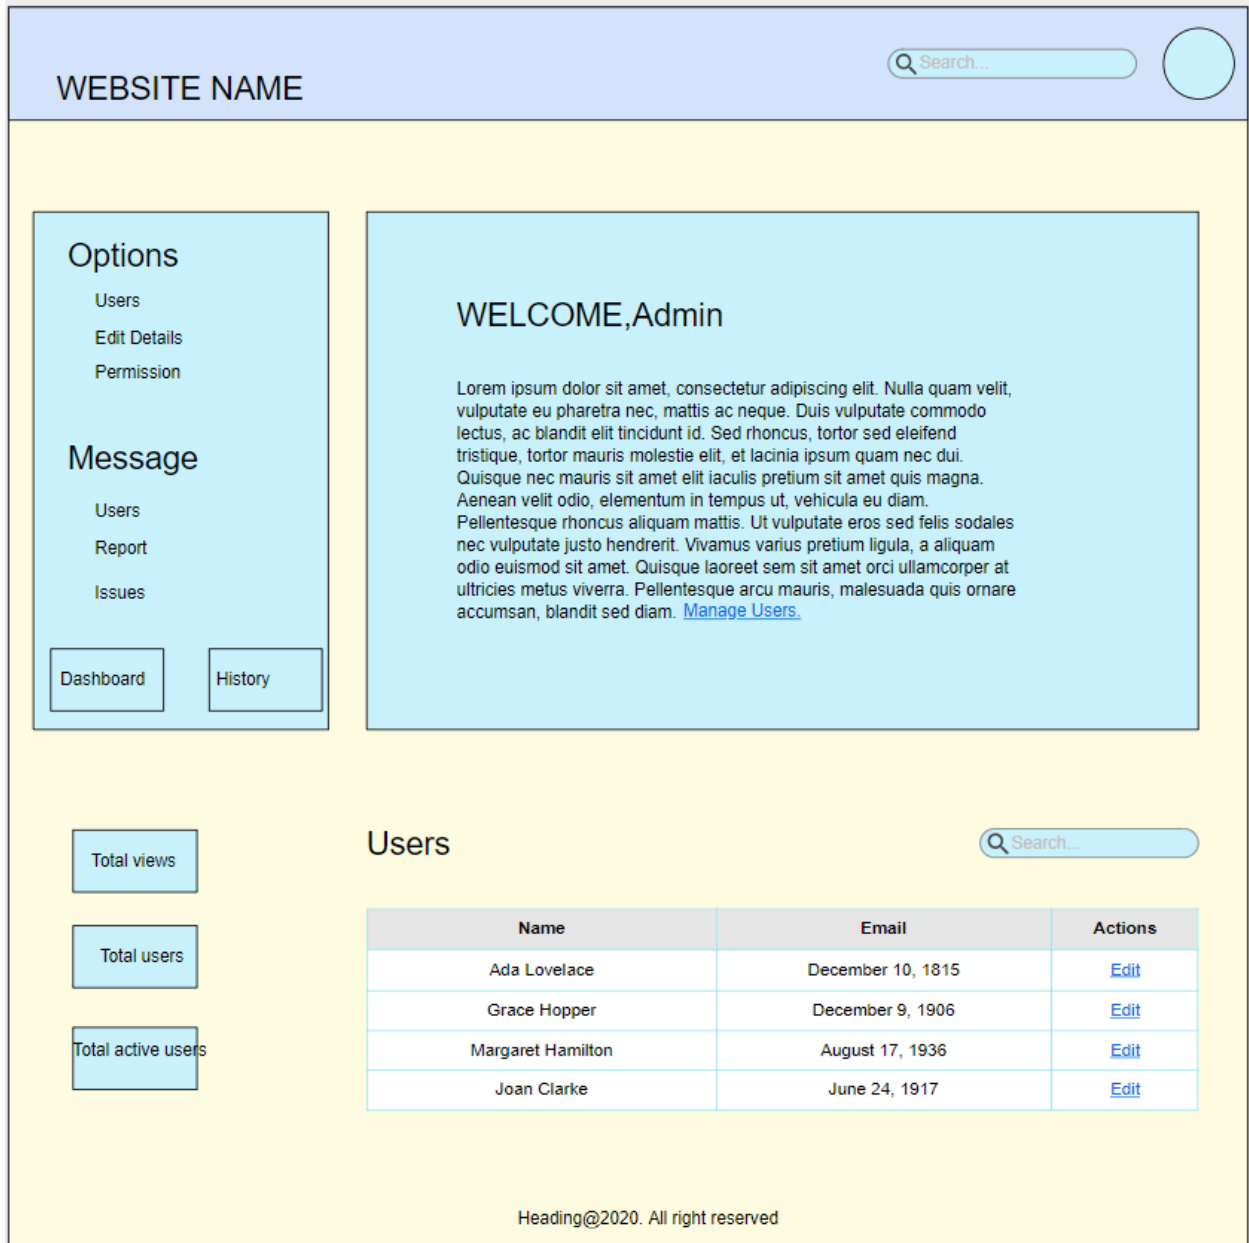 WEBSITE NAME
Search...
Options
Users
Edit Details
Permission
Message
Users
Report
Issues
Dashboard
History
WELCOME,Admin
Lorem ipsum dolor sit amet, consectetur adipiscing elit. Nulla quam velit,
vulputate eu pharetra nec, mattis ac neque. Duis vulputate commodo
lectus, ac blandit elit tincidunt id. Sed rhoncus, tortor sed eleifend
tristique, tortor mauris molestie elit, et lacinia ipsum quam nec dui.
Quisque nec mauris sit amet elit iaculis pretium sit amet quis magna.
Aenean velit odio, elementum in tempus ut, vehicula eu diam.
Pellentesque rhoncus aliquam mattis. Ut vulputate eros sed felis sodales
nec vulputate justo hendrerit. Vivamus varius pretium ligula, a aliquam
odio euismod sit amet. Quisque laoreet sem sit amet orci ullamcorper at
ultricies metus viverra. Pellentesque arcu mauris, malesuada quis ornare
accumsan, blandit sed diam. Manage Users.
Total views
Total users
Total active users
Users
Search...
Name Email Actions
Ada Lovelace December 10, 1815 Edit
Grace Hopper December 9, 1906 Edit
Margaret Hamilton August 17, 1936 Edit
Joan Clarke June 24, 1917 Edit
Heading@2020. All right reserved